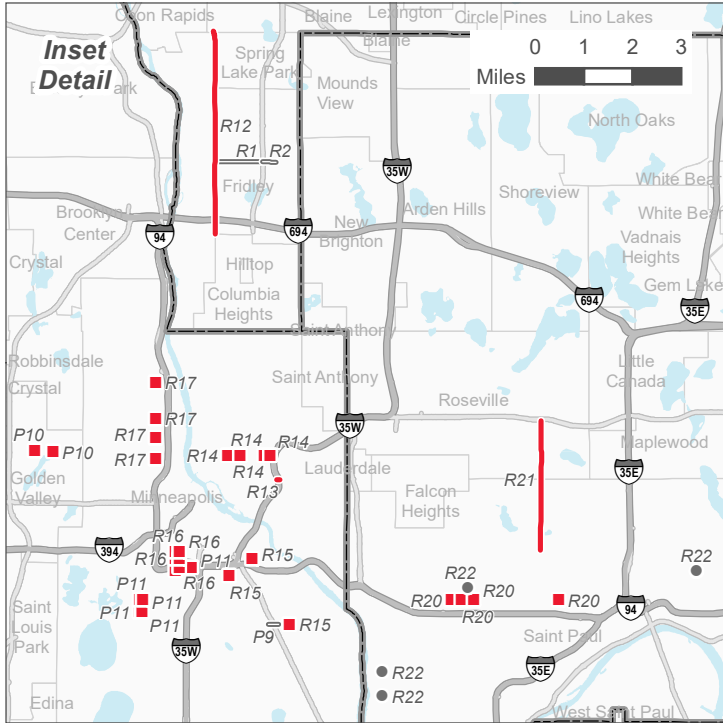 Coon Rapids
Blaine
Lexington
Circle Pines
Lino Lakes
Blaine
Inset
Detail
Spring
Lake Park
Mounds
View
0 1 2 3
Miles
North Oaks
R12
R1 R2
Fridley
35W
Shoreview
White Bear
Brooklyn
Center
94
694
New
Brighton
Arden Hills
White Bear
Vadnais
Heights
Crystal
Hilltop
Columbia
Heights
694
Gem Lake
35E
Saint Anthony
Robbinsdale
Crystal
Saint Anthony
Little
Canada
R17
R17
R17
R17
P10
P10
Golden
Valley
R14
R14
R14
R14
R13
35W
Roseville
Maplewood
Lauderdale
35E
R21
Falcon
Heights
Minneapolis
394
R16
R16
R16
R16
P11
R15
R15
R15
P9
P11
P11
P11
R22
R22
R20
R20
R20
R20
94
Saint
Louis
Park
35W
Saint Paul
35E
R22
R22
Edina
West Saint Paul